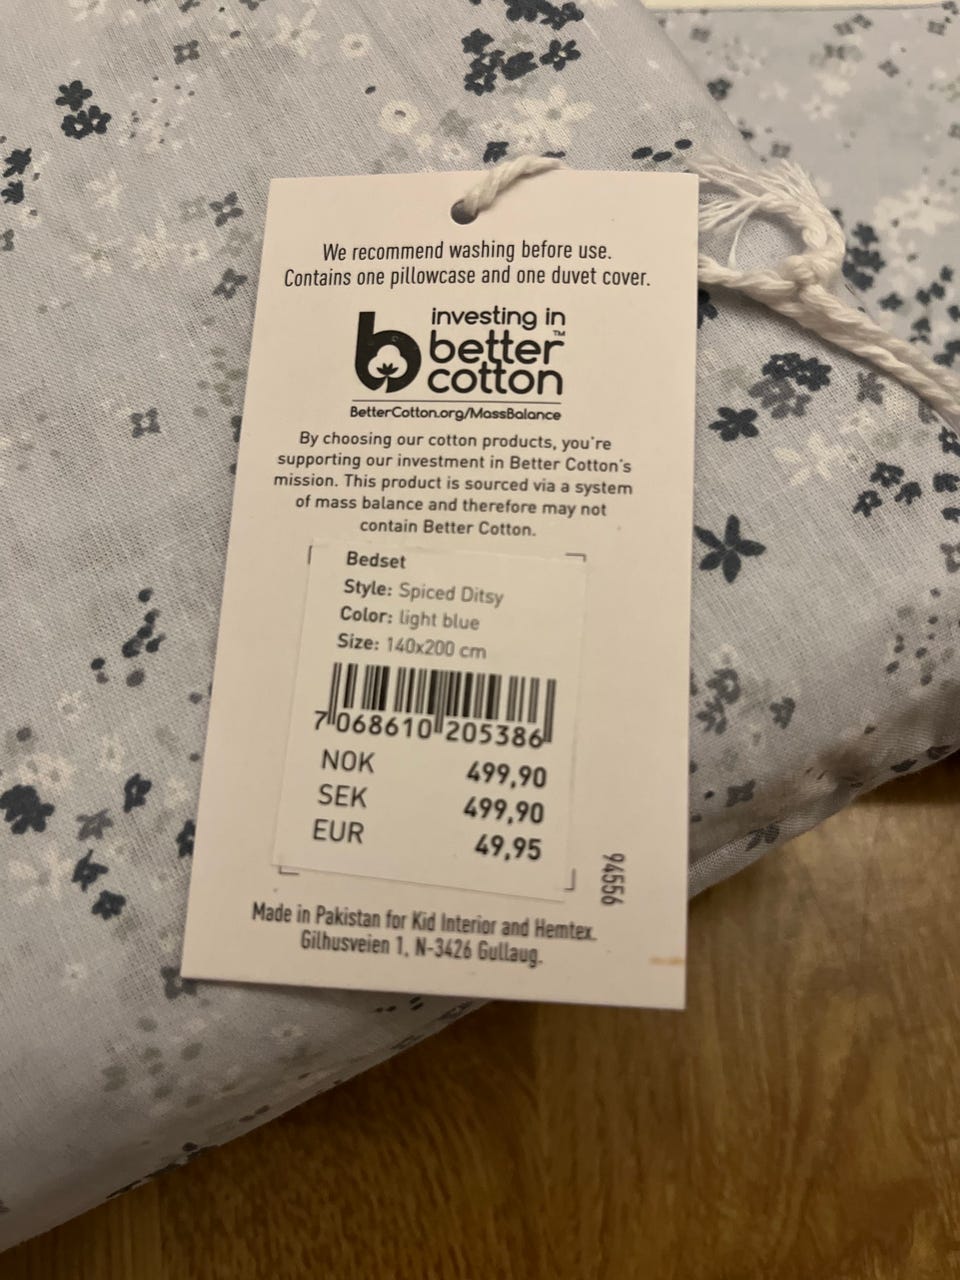 We recommend washing before use.
Contains one pillowcase and one duvet cover.
investing in
better™
cotton
BetterCotton.org/MassBalance
By choosing our cotton products, you're
supporting our investment in Better Cotton's
mission. This product is sourced via a system
of mass balance and therefore may not
contain Better Cotton.
Bedset
Style: Spiced Ditsy
Color: light blue
Size: 140x200 cm
7 068610 205386
NOK 499,90
SEK 499,90
EUR 49,95
94556
Made in Pakistan for Kid Interior and Hemtex.
Gilhusveien 1, N-3426 Gullaug.